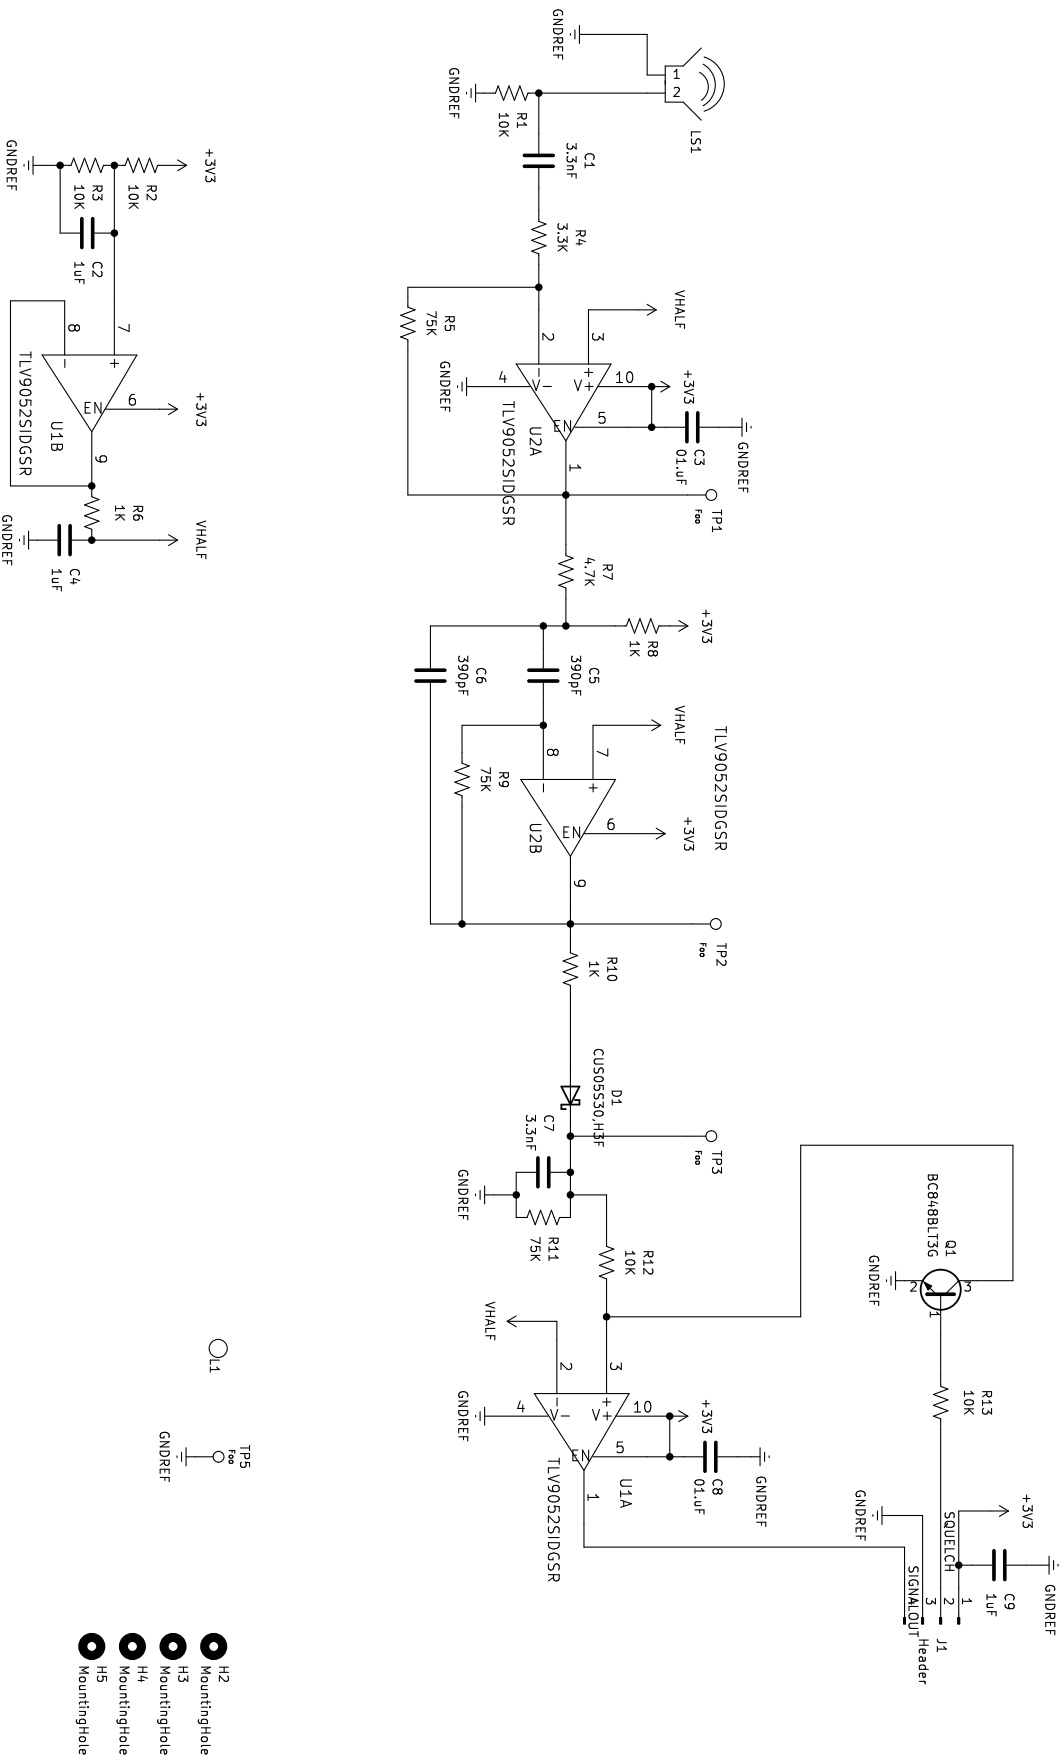 GNDREF
1
2
LS1
GNDREF
R1
10K
C1
3.3nF
R4
3.3K
+3V3
GNDREF
R2
10K
R3
10K
C2
1uF
7
8
+
-
EN
6
+3V3
TLV9052SIDGSR
U1B
9
R6
1K
VHALF
GNDREF
C4
1uF
R5
75K
VHALF
2
3
-
+
V-
V+
4
GNDREF
10
5
EN
+3V3
C3
01.uF
GNDREF
U2A
TLV9052SIDGSR
1
TP1
Foo
R7
4.7K
+3V3
R8
1K
C5
390pF
C6
390pF
VHALF
TLV9052SIDGSR
7
8
-
+
R9
75K
EN
6
+3V3
U2B
9
TP2
Foo
R10
1K
D1
CUS05S30,H3F
C7
3.3nF
TP3
Foo
GNDREF
R11
75K
R12
10K
BC848BLT3G
Q1
GNDREF
2
3
1
R13
10K
VHALF
2
3
-
+
V-
V+
4
GNDREF
10
5
EN
+3V3
C8
01.uF
GNDREF
U1A
TLV9052SIDGSR
1
GNDREF
+3V3
SQUELCH
SIGNALOUT
GNDREF
C9
1uF
1
2
3
J1
Header
L1
TP5
Foo
GNDREF
H2
MountingHole
H3
MountingHole
H4
MountingHole
H5
MountingHole